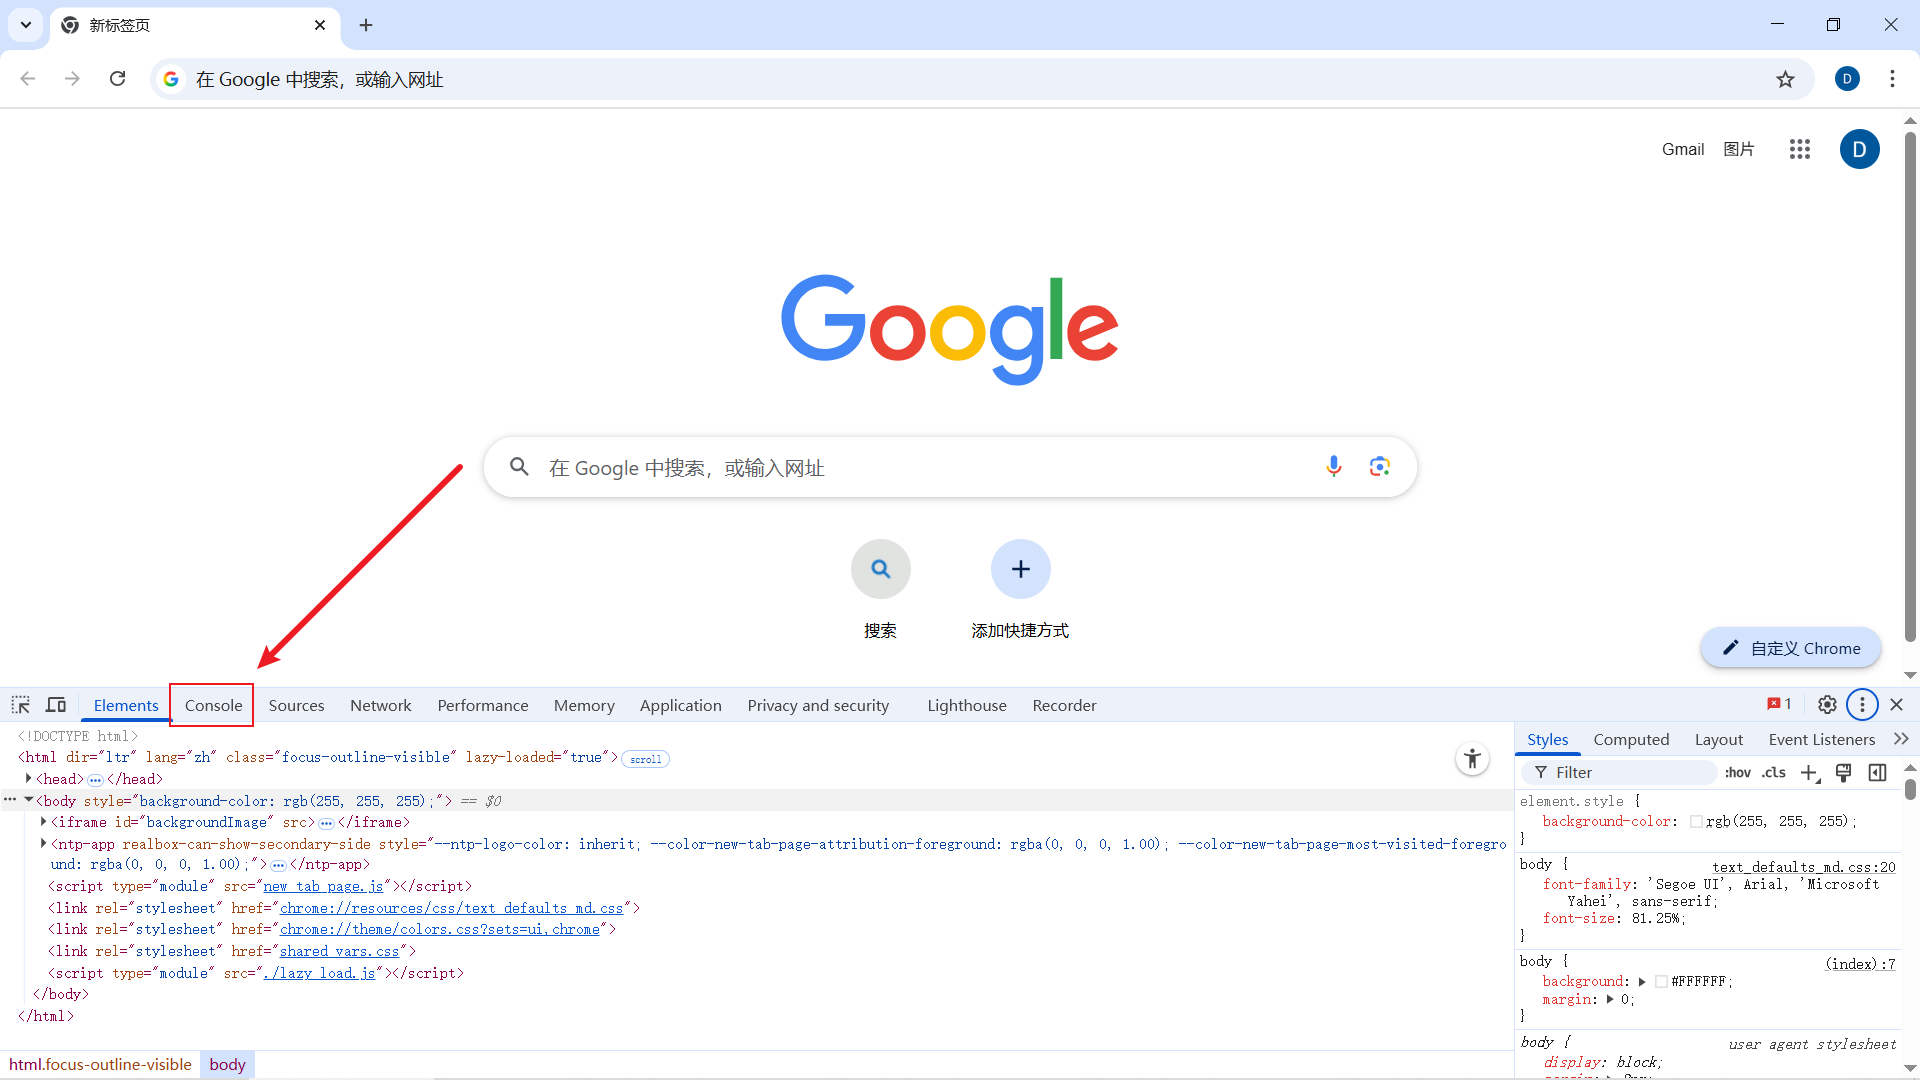 新标签页
在 Google 中搜索，或输入网址
D
Gmail 图片 D
Google
在 Google 中搜索，或输入网址
搜索 添加快捷方式
自定义 Chrome
Elements Console Sources Network Performance Memory Application Privacy and security Lighthouse Recorder 1
<!DOCTYPE html>
<html dir="ltr" lang="zh" class="focus-outline-visible" lazy-loaded="true"> scroll
<head> ··· </head>
··· <body style="background-color: rgb(255, 255, 255);"> == $0
<iframe id="backgroundImage" src> ··· </iframe>
<ntp-app realbox-can-show-secondary-side style="--ntp-logo-color: inherit; --color-new-tab-page-attribution-foreground: rgba(0, 0, 0, 1.00); --color-new-tab-page-most-visited-foregro
und: rgba(0, 0, 0, 1.00);"> ··· </ntp-app>
<script type="module" src="new_tab_page.js"></script>
<link rel="stylesheet" href="chrome://resources/css/text_defaults_md.css">
<link rel="stylesheet" href="chrome://theme/colors.css?sets=ui,chrome">
<link rel="stylesheet" href="shared_vars.css">
<script type="module" src="./lazy_load.js"></script>
</body>
</html>
html.focus-outline-visible body
Styles Computed Layout Event Listeners
Filter :hov .cls
element.style {
background-color: rgb(255, 255, 255);
}
body { text_defaults_md.css:20
font-family: 'Segoe UI', Arial, 'Microsoft
Yahei', sans-serif;
font-size: 81.25%;
}
body { (index):7
background: #FFFFFF;
margin: 0;
}
body { user agent stylesheet
display: block;